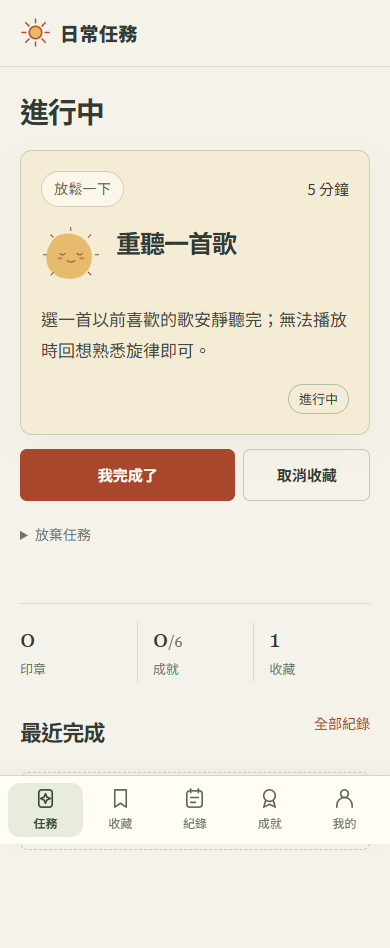 日常任務
進行中
放鬆一下
5 分鐘
重聽一首歌
選一首以前喜歡的歌安靜聽完；無法播放
時回想熟悉旋律即可。
進行中
我完成了
取消收藏
▶ 放棄任務
0
0/6
1
印章
成就
收藏
最近完成
全部紀錄
任務
收藏
紀錄
成就
我的